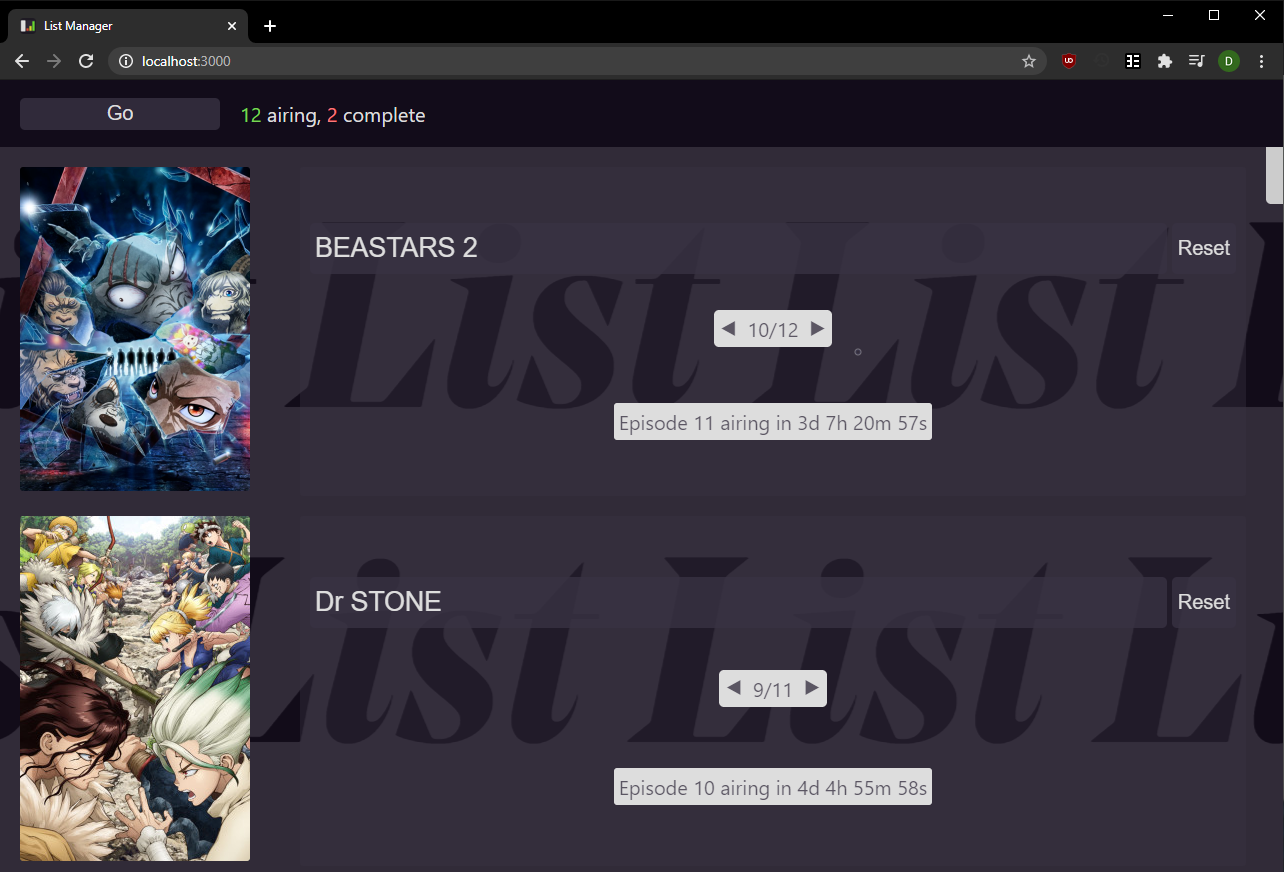 List Manager
localhost:3000
D
Go
12 airing, 2 complete
BEASTARS 2
Reset
List List
◀ 10/12 ▶
Episode 11 airing in 3d 7h 20m 57s
Dr STONE
Reset
List List List
◀ 9/11 ▶
Episode 10 airing in 4d 4h 55m 58s